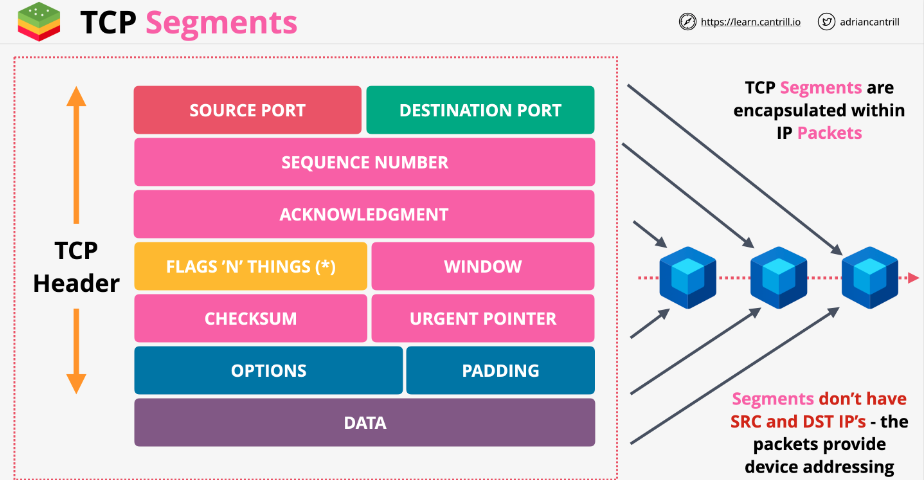 TCP Segments
https://learn.cantrill.io
adriancantrill
TCP
Header
SOURCE PORT
DESTINATION PORT
SEQUENCE NUMBER
ACKNOWLEDGMENT
FLAGS ‘N’ THINGS (*)
WINDOW
CHECKSUM
URGENT POINTER
OPTIONS
PADDING
DATA
TCP Segments are
encapsulated within
IP Packets
Segments don’t have
SRC and DST IP’s - the
packets provide
device addressing